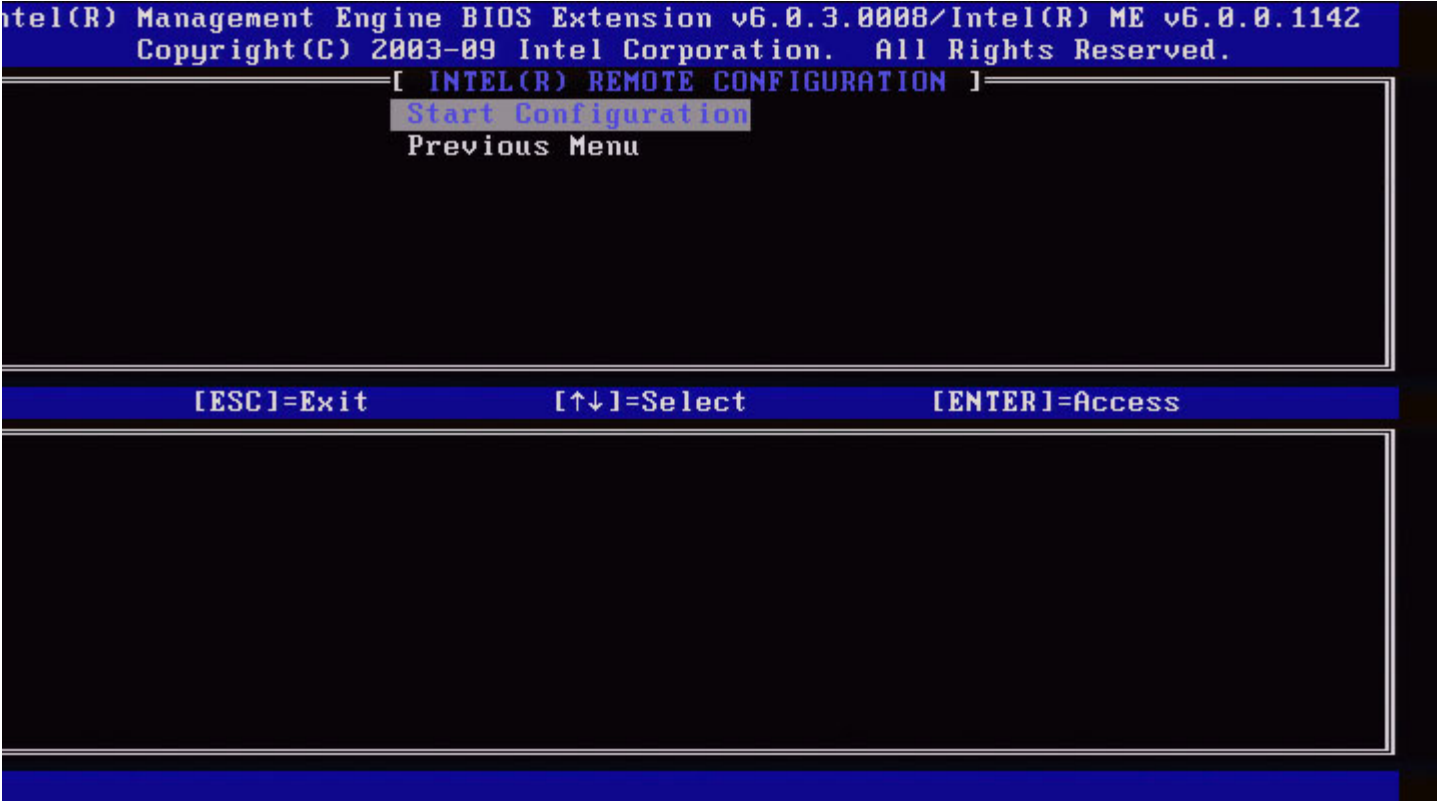 ntel(R) Management Engine BIOS Extension v6.0.3.0008/Intel(R) ME v6.0.0.1142
Copyright(C) 2003-09 Intel Corporation. All Rights Reserved.
[ INTEL(R) REMOTE CONFIGURATION ]
Start Configuration
Previous Menu
[ESC]=Exit [↑↓]=Select [ENTER]=Access